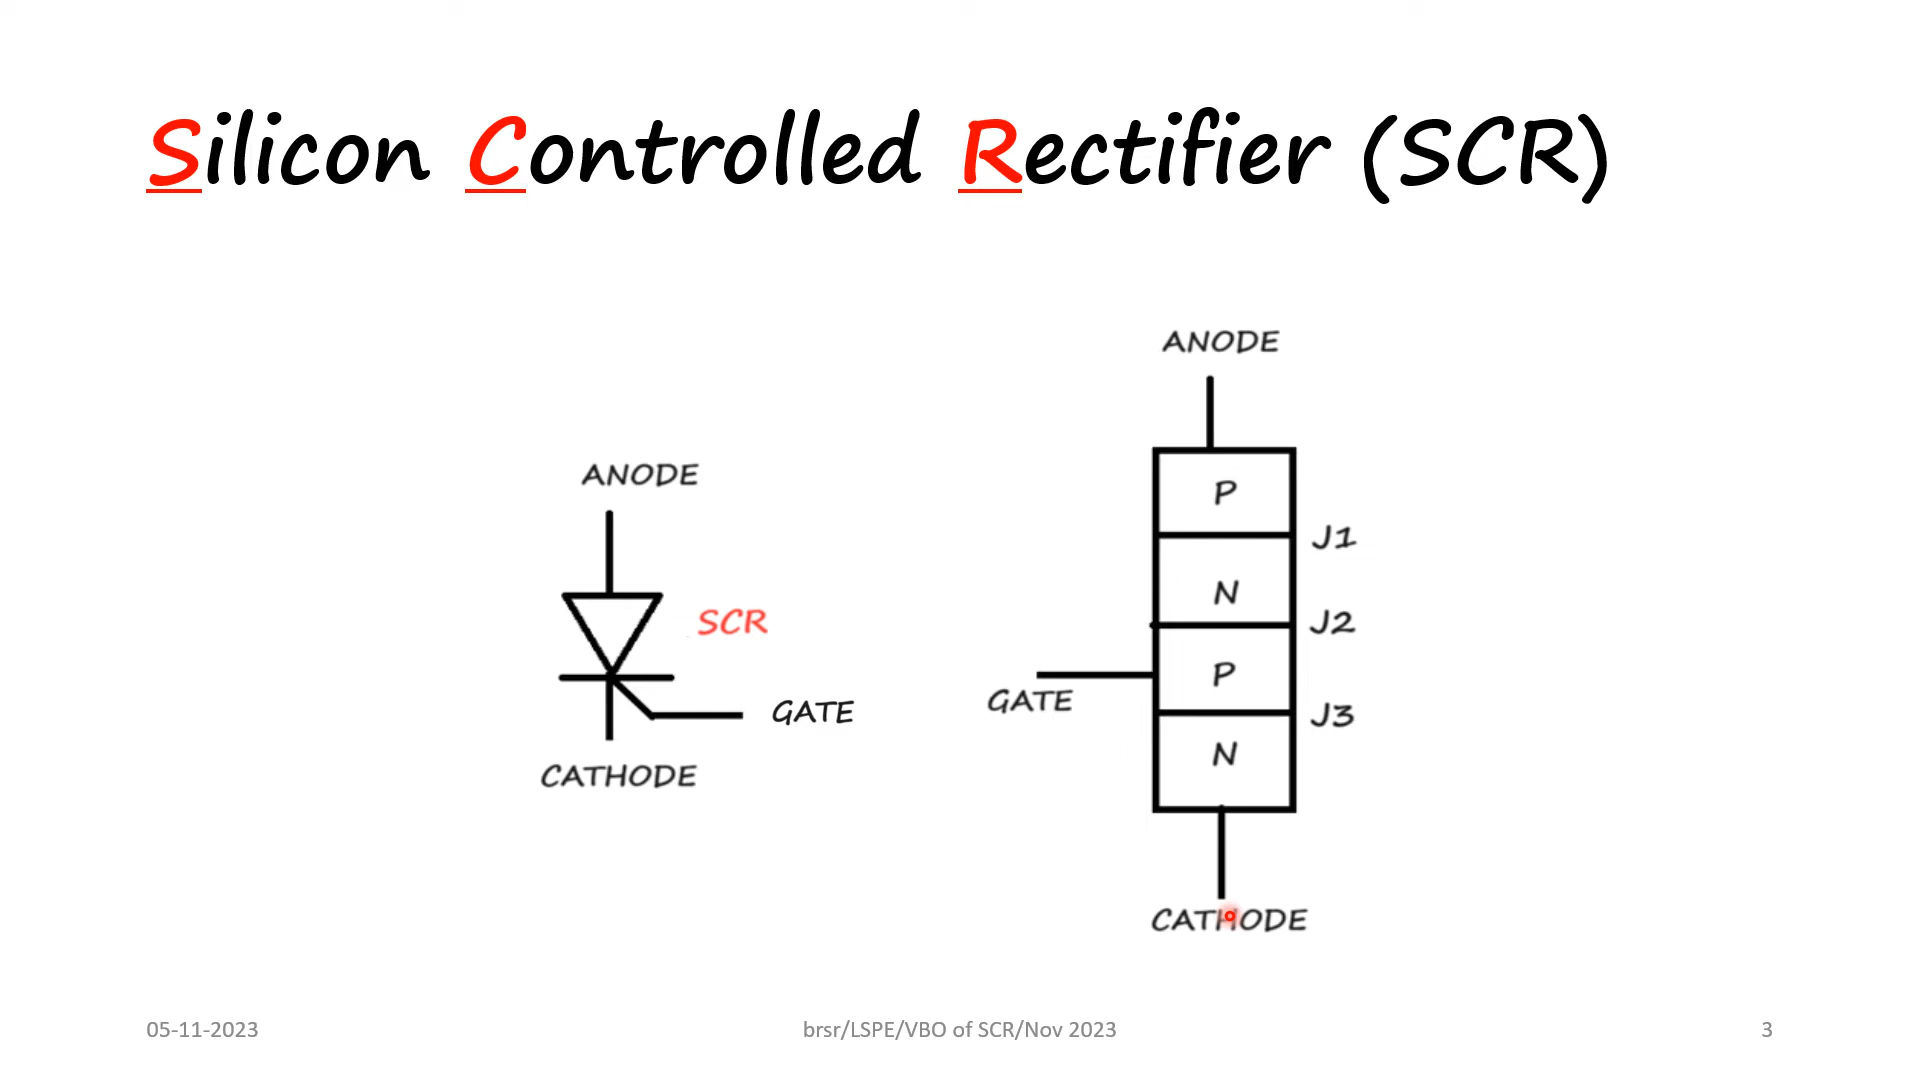 Silicon Controlled Rectifier (SCR)
ANODE
SCR
GATE
CATHODE
ANODE
P
J1
N
J2
P
GATE
J3
N
CATHODE
05-11-2023
brsr/LSPE/VBO of SCR/Nov 2023
3